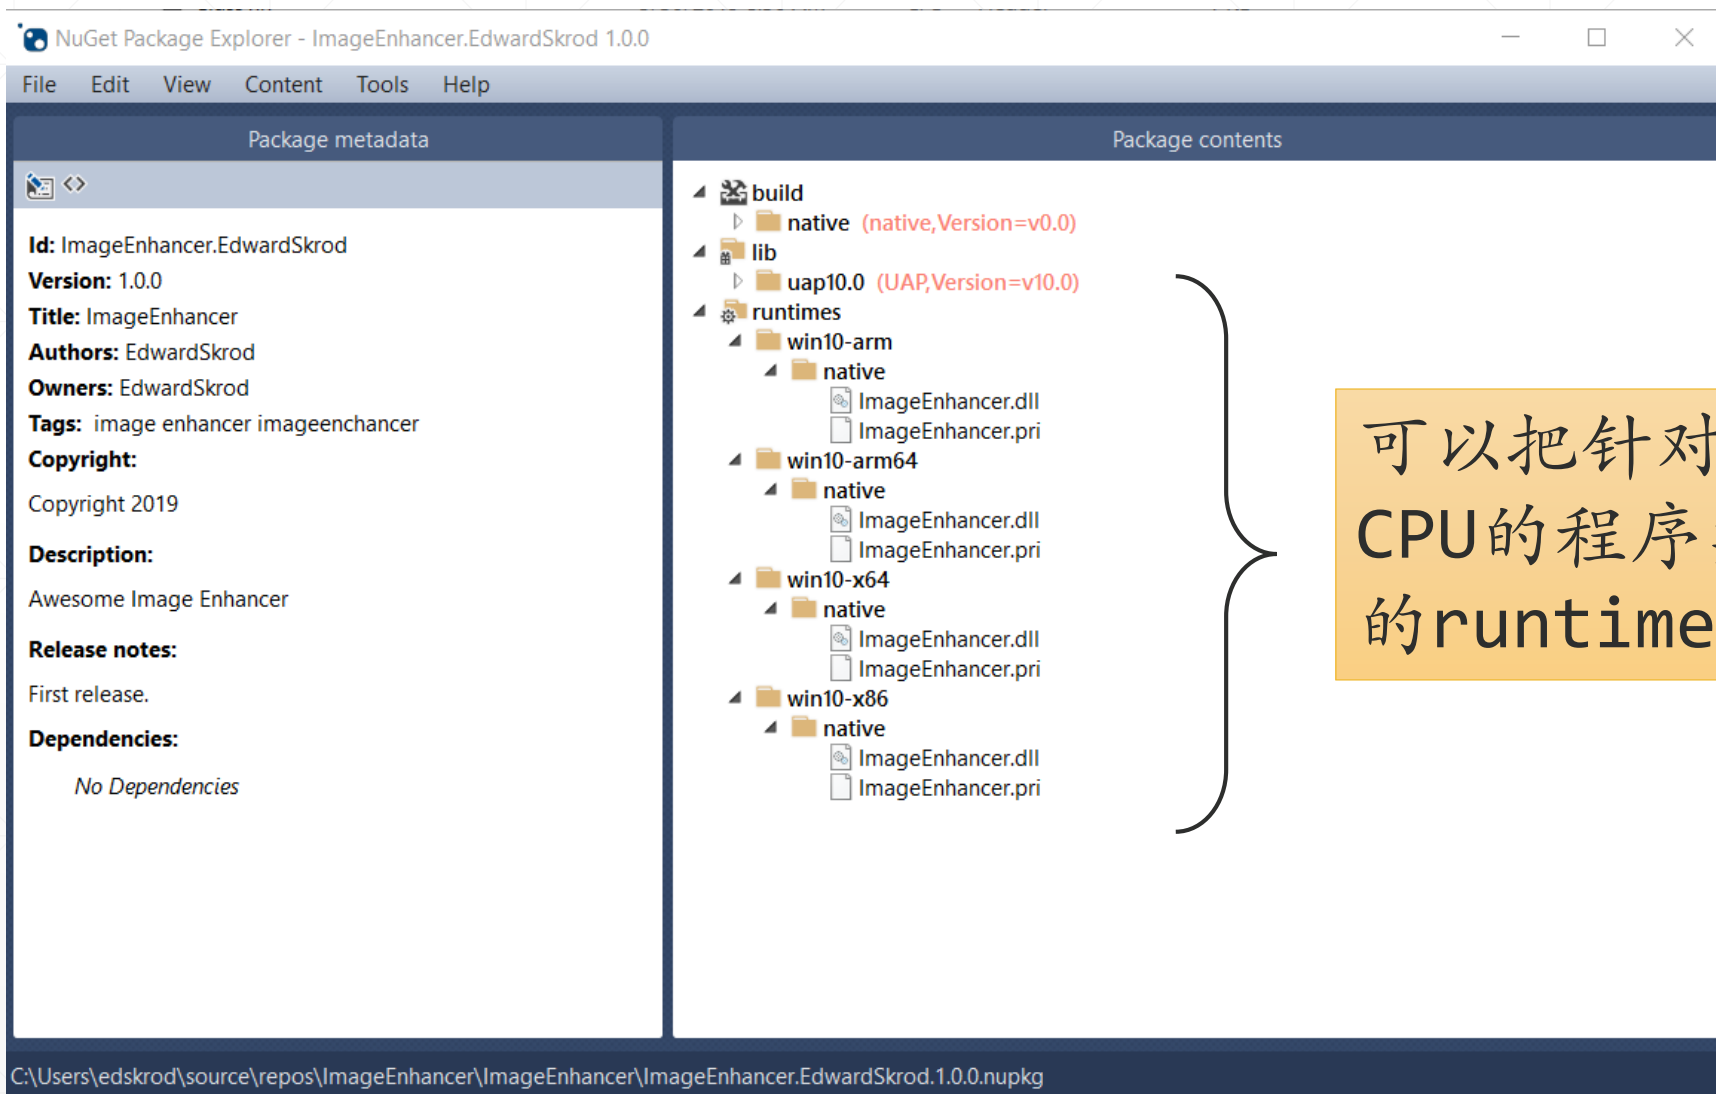 NuGet Package Explorer - ImageEnhancer.EdwardSkrod 1.0.0
File Edit View Content Tools Help
Package metadata
Id: ImageEnhancer.EdwardSkrod
Version: 1.0.0
Title: ImageEnhancer
Authors: EdwardSkrod
Owners: EdwardSkrod
Tags: image enhancer imageenchancer
Copyright:
Copyright 2019
Description:
Awesome Image Enhancer
Release notes:
First release.
Dependencies:
No Dependencies
Package contents
build
native (native,Version=v0.0)
lib
uap10.0 (UAP,Version=v10.0)
runtimes
win10-arm
native
ImageEnhancer.dll
ImageEnhancer.pri
win10-arm64
native
ImageEnhancer.dll
ImageEnhancer.pri
win10-x64
native
ImageEnhancer.dll
ImageEnhancer.pri
win10-x86
native
ImageEnhancer.dll
ImageEnhancer.pri
可以把针对
CPU的程序
的runtime
C:\Users\edskrod\source\repos\ImageEnhancer\ImageEnhancer\ImageEnhancer.EdwardSkrod.1.0.0.nupkg